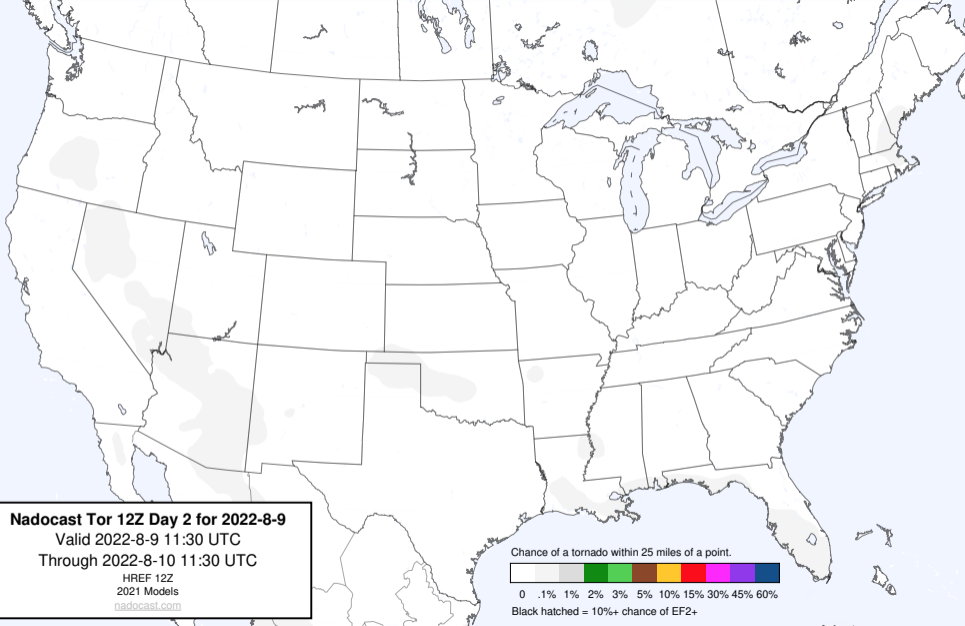 Nadocast Tor 12Z Day 2 for 2022-8-9
Valid 2022-8-9 11:30 UTC
Through 2022-8-10 11:30 UTC
HREF 12Z
2021 Models
nadocast.com
Chance of a tornado within 25 miles of a point.
0 .1% 1% 2% 3% 5% 10% 15% 30% 45% 60%
Black hatched = 10%+ chance of EF2+